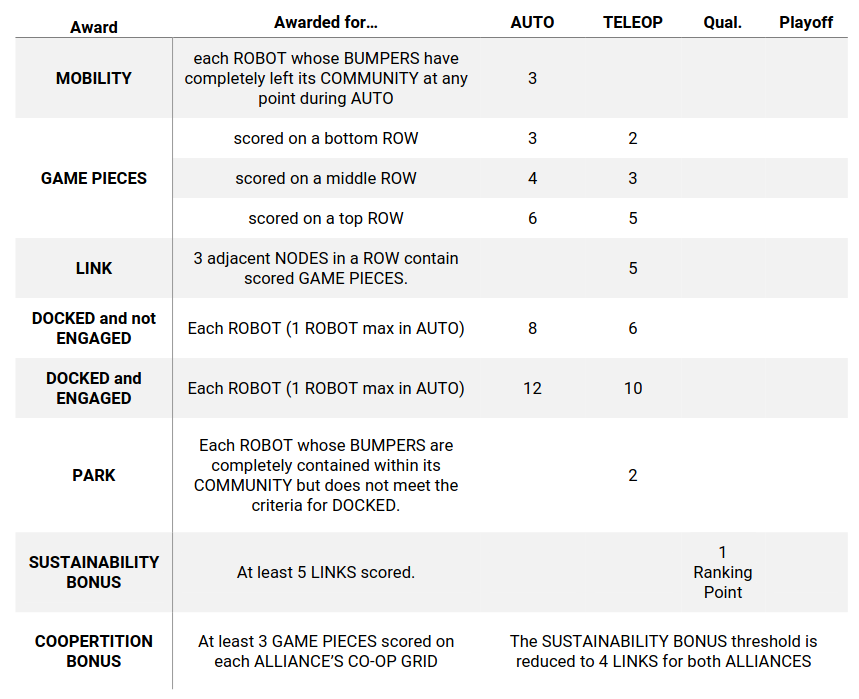 Award Awarded for... AUTO TELEOP Qual. Playoff
MOBILITY
each ROBOT whose BUMPERS have
completely left its COMMUNITY at any
point during AUTO
3
GAME PIECES
scored on a bottom ROW 3 2
scored on a middle ROW 4 3
scored on a top ROW 6 5
LINK
3 adjacent NODES in a ROW contain
scored GAME PIECES.
5
DOCKED and not
ENGAGED
Each ROBOT (1 ROBOT max in AUTO) 8 6
DOCKED and
ENGAGED
Each ROBOT (1 ROBOT max in AUTO) 12 10
PARK
Each ROBOT whose BUMPERS are
completely contained within its
COMMUNITY but does not meet the
criteria for DOCKED.
2
SUSTAINABILITY
BONUS
At least 5 LINKS scored.
1
Ranking
Point
COOPERTITION
BONUS
At least 3 GAME PIECES scored on
each ALLIANCE'S CO-OP GRID
The SUSTAINABILITY BONUS threshold is
reduced to 4 LINKS for both ALLIANCES